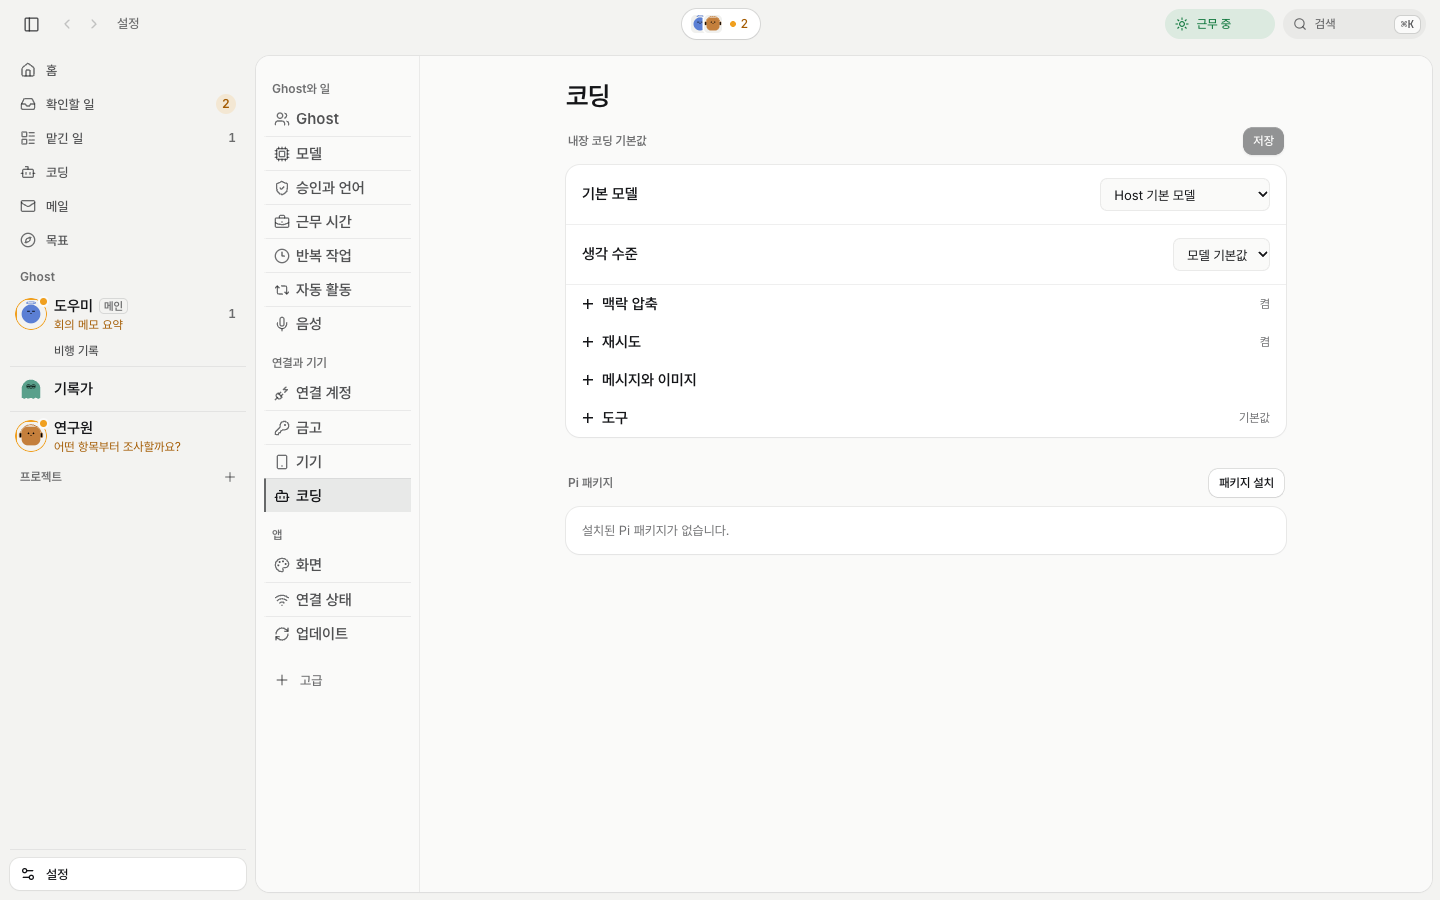 설정
2
근무 중
검색
⌘K
홈
확인할 일
2
맡긴 일
1
코딩
메일
목표
Ghost
도우미
메인
회의 메모 요약
1
비행 기록
기록가
연구원
어떤 항목부터 조사할까요?
프로젝트
설정
Ghost와 일
Ghost
모델
승인과 언어
근무 시간
반복 작업
자동 활동
음성
연결과 기기
연결 계정
금고
기기
코딩
앱
화면
연결 상태
업데이트
고급
코딩
내장 코딩 기본값
저장
기본 모델
Host 기본 모델
생각 수준
모델 기본값
맥락 압축
켬
재시도
켬
메시지와 이미지
도구
기본값
Pi 패키지
패키지 설치
설치된 Pi 패키지가 없습니다.